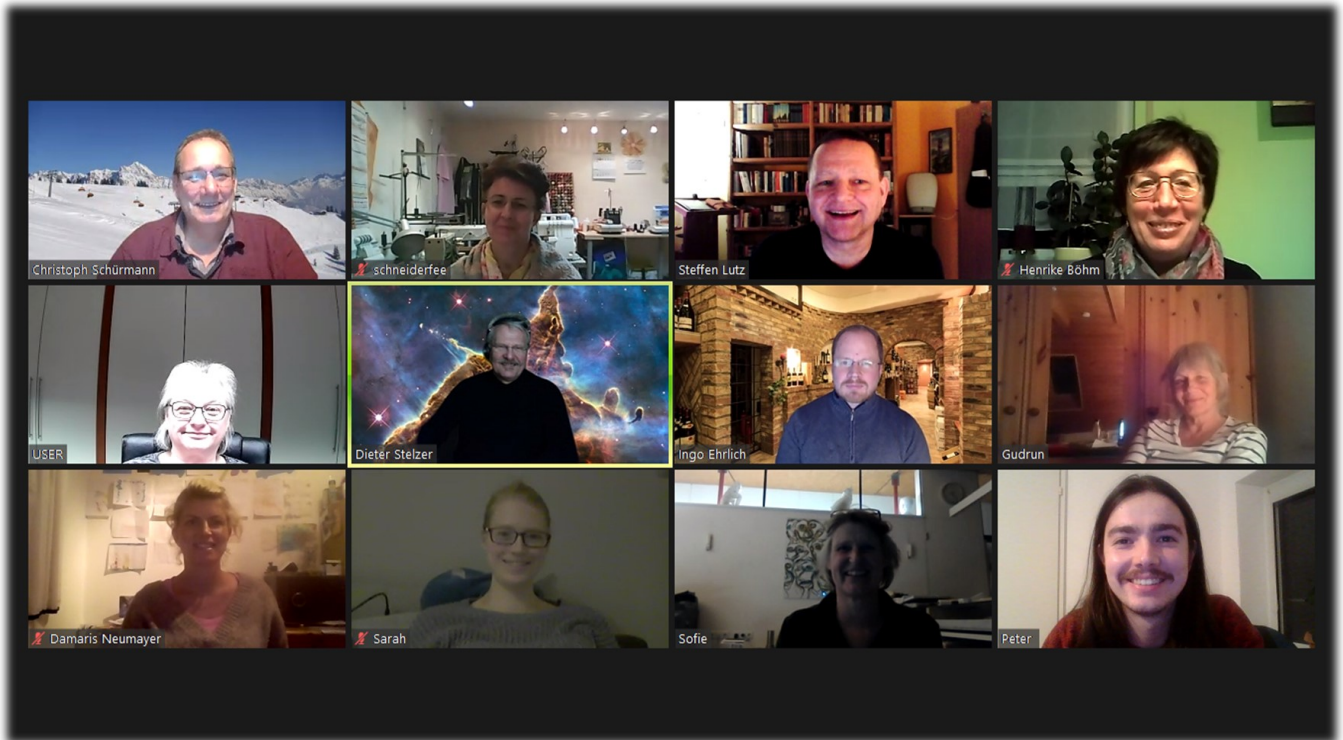 Christoph Schürmann
schneiderfee
Steffen Lutz
Henrike Böhm
USER
Dieter Stelzer
Ingo Ehrlich
Gudrun
Damaris Neumayer
Sarah
Sofie
Peter